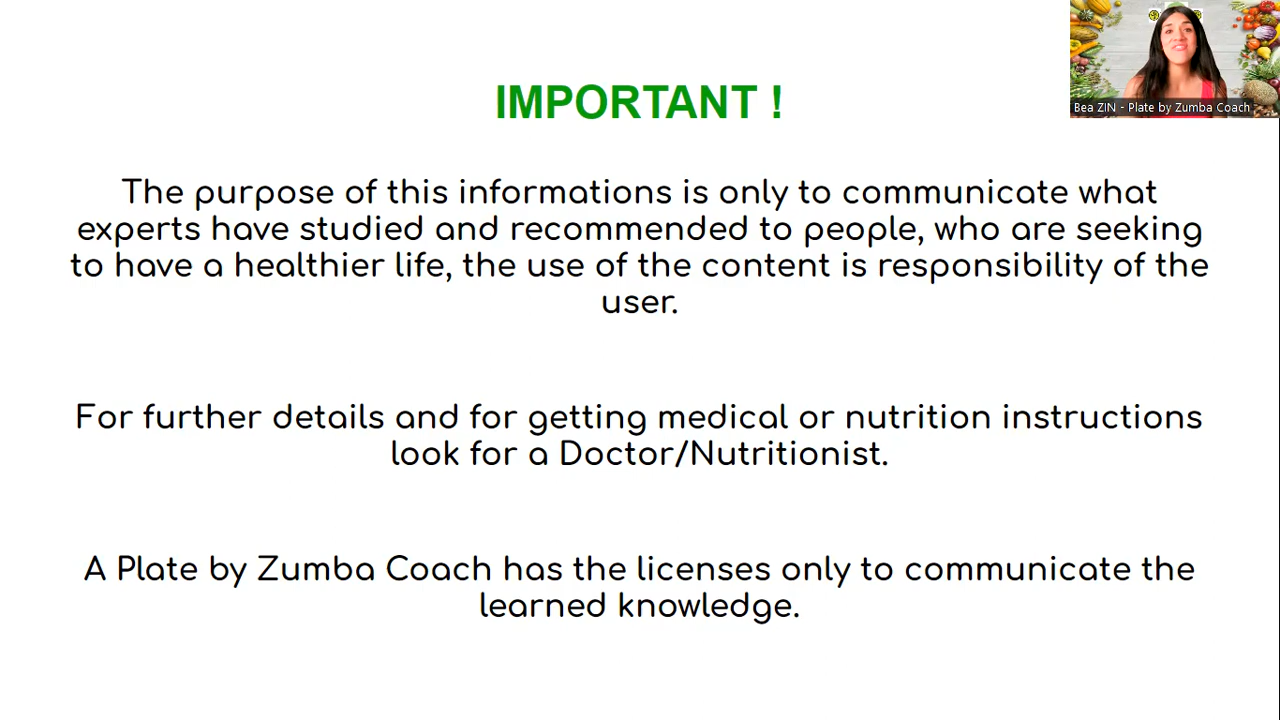 IMPORTANT !
Bea ZIN - Plate by Zumba Coach
The purpose of this informations is only to communicate what
experts have studied and recommended to people, who are seeking
to have a healthier life, the use of the content is responsibility of the
user.
For further details and for getting medical or nutrition instructions
look for a Doctor/Nutritionist.
A Plate by Zumba Coach has the licenses only to communicate the
learned knowledge.